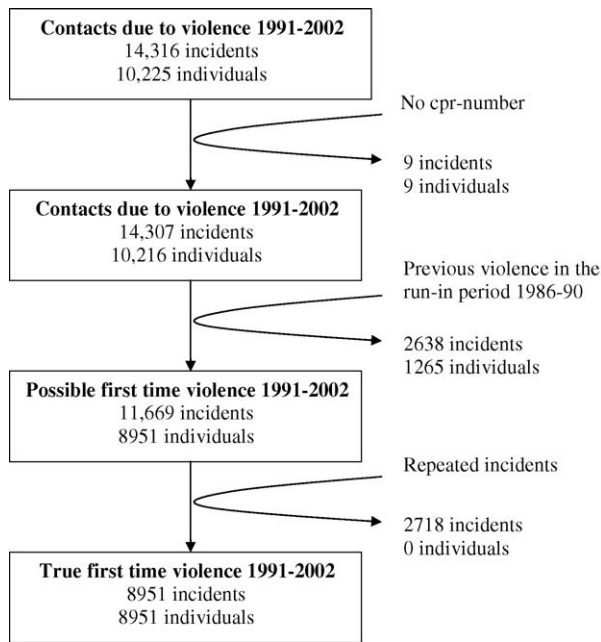 Contacts due to violence 1991-2002
14,316 incidents
10,225 individuals
No cpr-number
9 incidents
9 individuals
Contacts due to violence 1991-2002
14,307 incidents
10,216 individuals
Previous violence in the
run-in period 1986-90
2638 incidents
1265 individuals
Possible first time violence 1991-2002
11,669 incidents
8951 individuals
Repeated incidents
2718 incidents
0 individuals
True first time violence 1991-2002
8951 incidents
8951 individuals